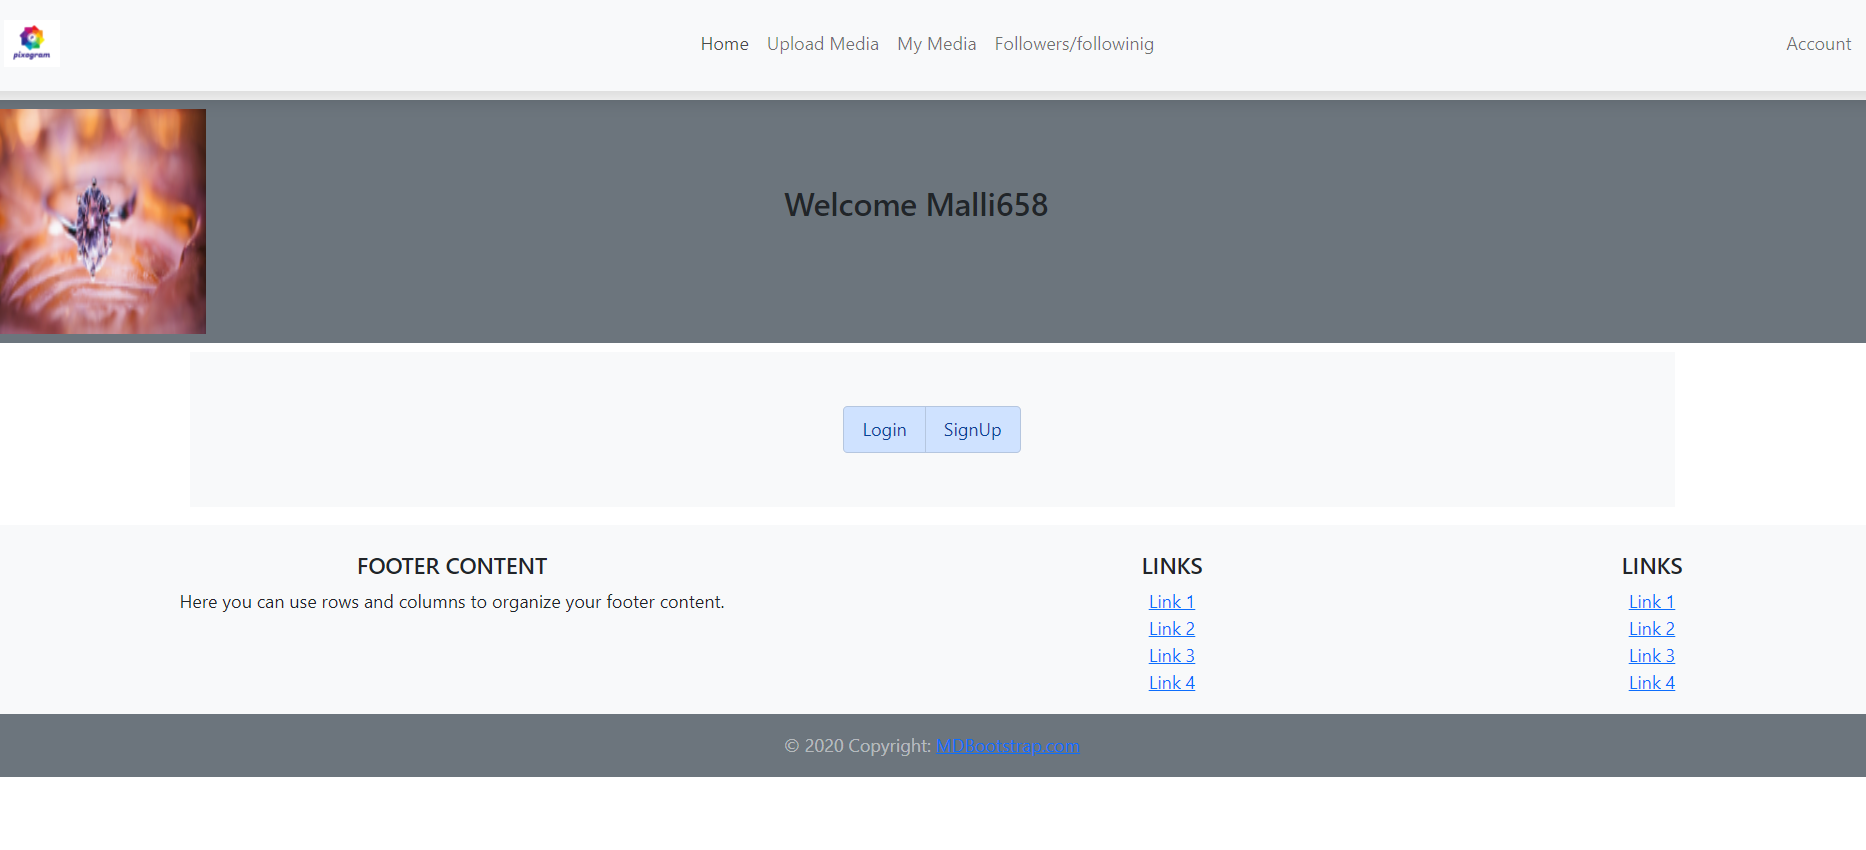 pixogram
Home Upload Media My Media Followers/followinig Account
Welcome Malli658
Login SignUp
FOOTER CONTENT LINKS LINKS
Here you can use rows and columns to organize your footer content. Link 1 Link 1
Link 2 Link 2
Link 3 Link 3
Link 4 Link 4
© 2020 Copyright: MDBootstrap.com